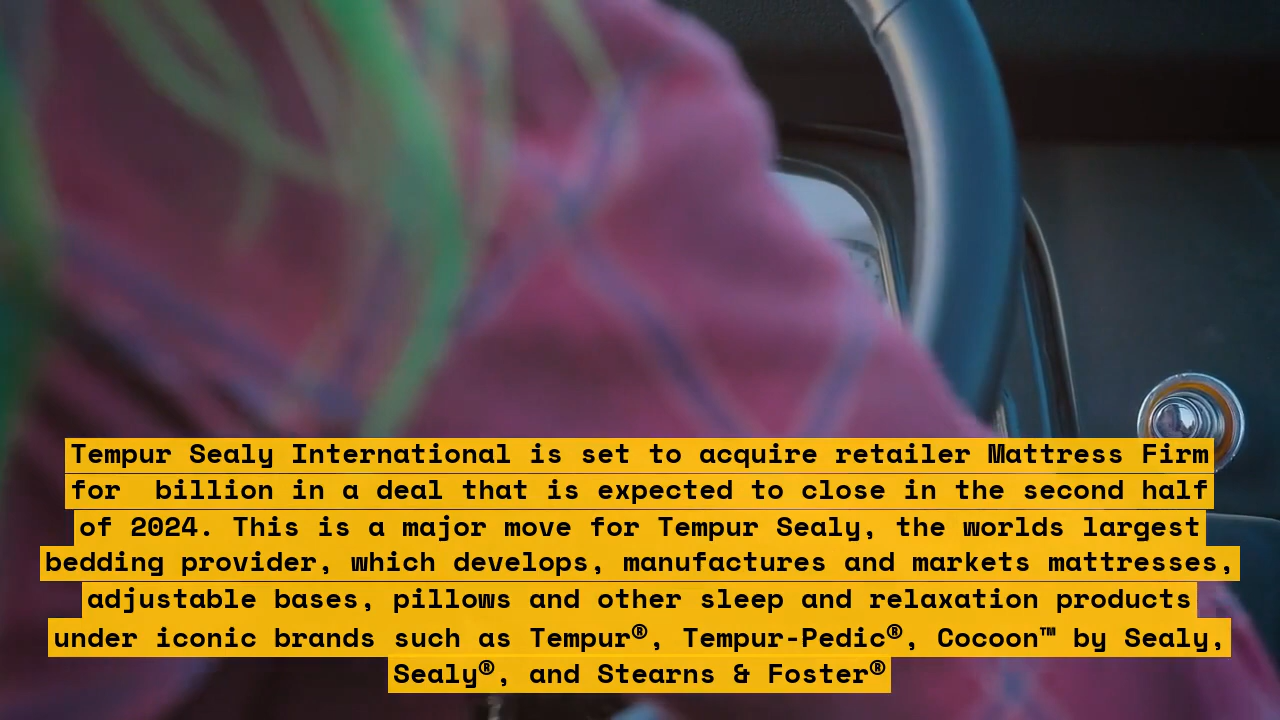 Tempur Sealy International is set to acquire retailer Mattress Firm
for  billion in a deal that is expected to close in the second half
of 2024. This is a major move for Tempur Sealy, the worlds largest
bedding provider, which develops, manufactures and markets mattresses,
adjustable bases, pillows and other sleep and relaxation products
under iconic brands such as Tempur®, Tempur-Pedic®, Cocoon™ by Sealy,
Sealy®, and Stearns & Foster®